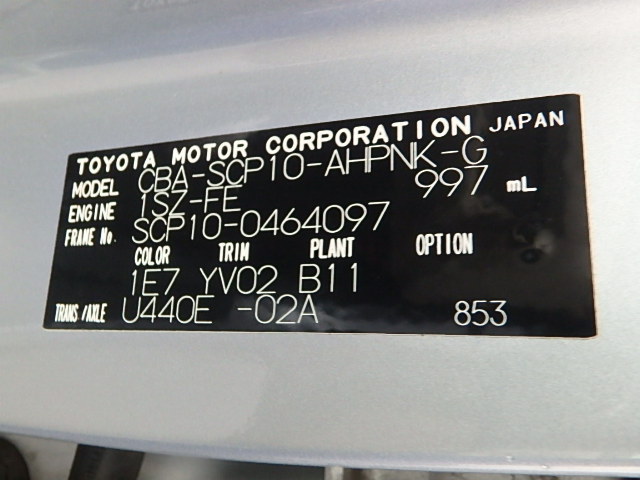 TOYOTA MOTOR CORPORATION JAPAN
MODEL CBA-SCP10-AHPNK-G
ENGINE 1SZ-FE 997 mL
FRAME No. SCP10-0464097
COLOR TRIM PLANT OPTION
1E7 YV02 B11
TRANS/AXLE U440E -02A 853